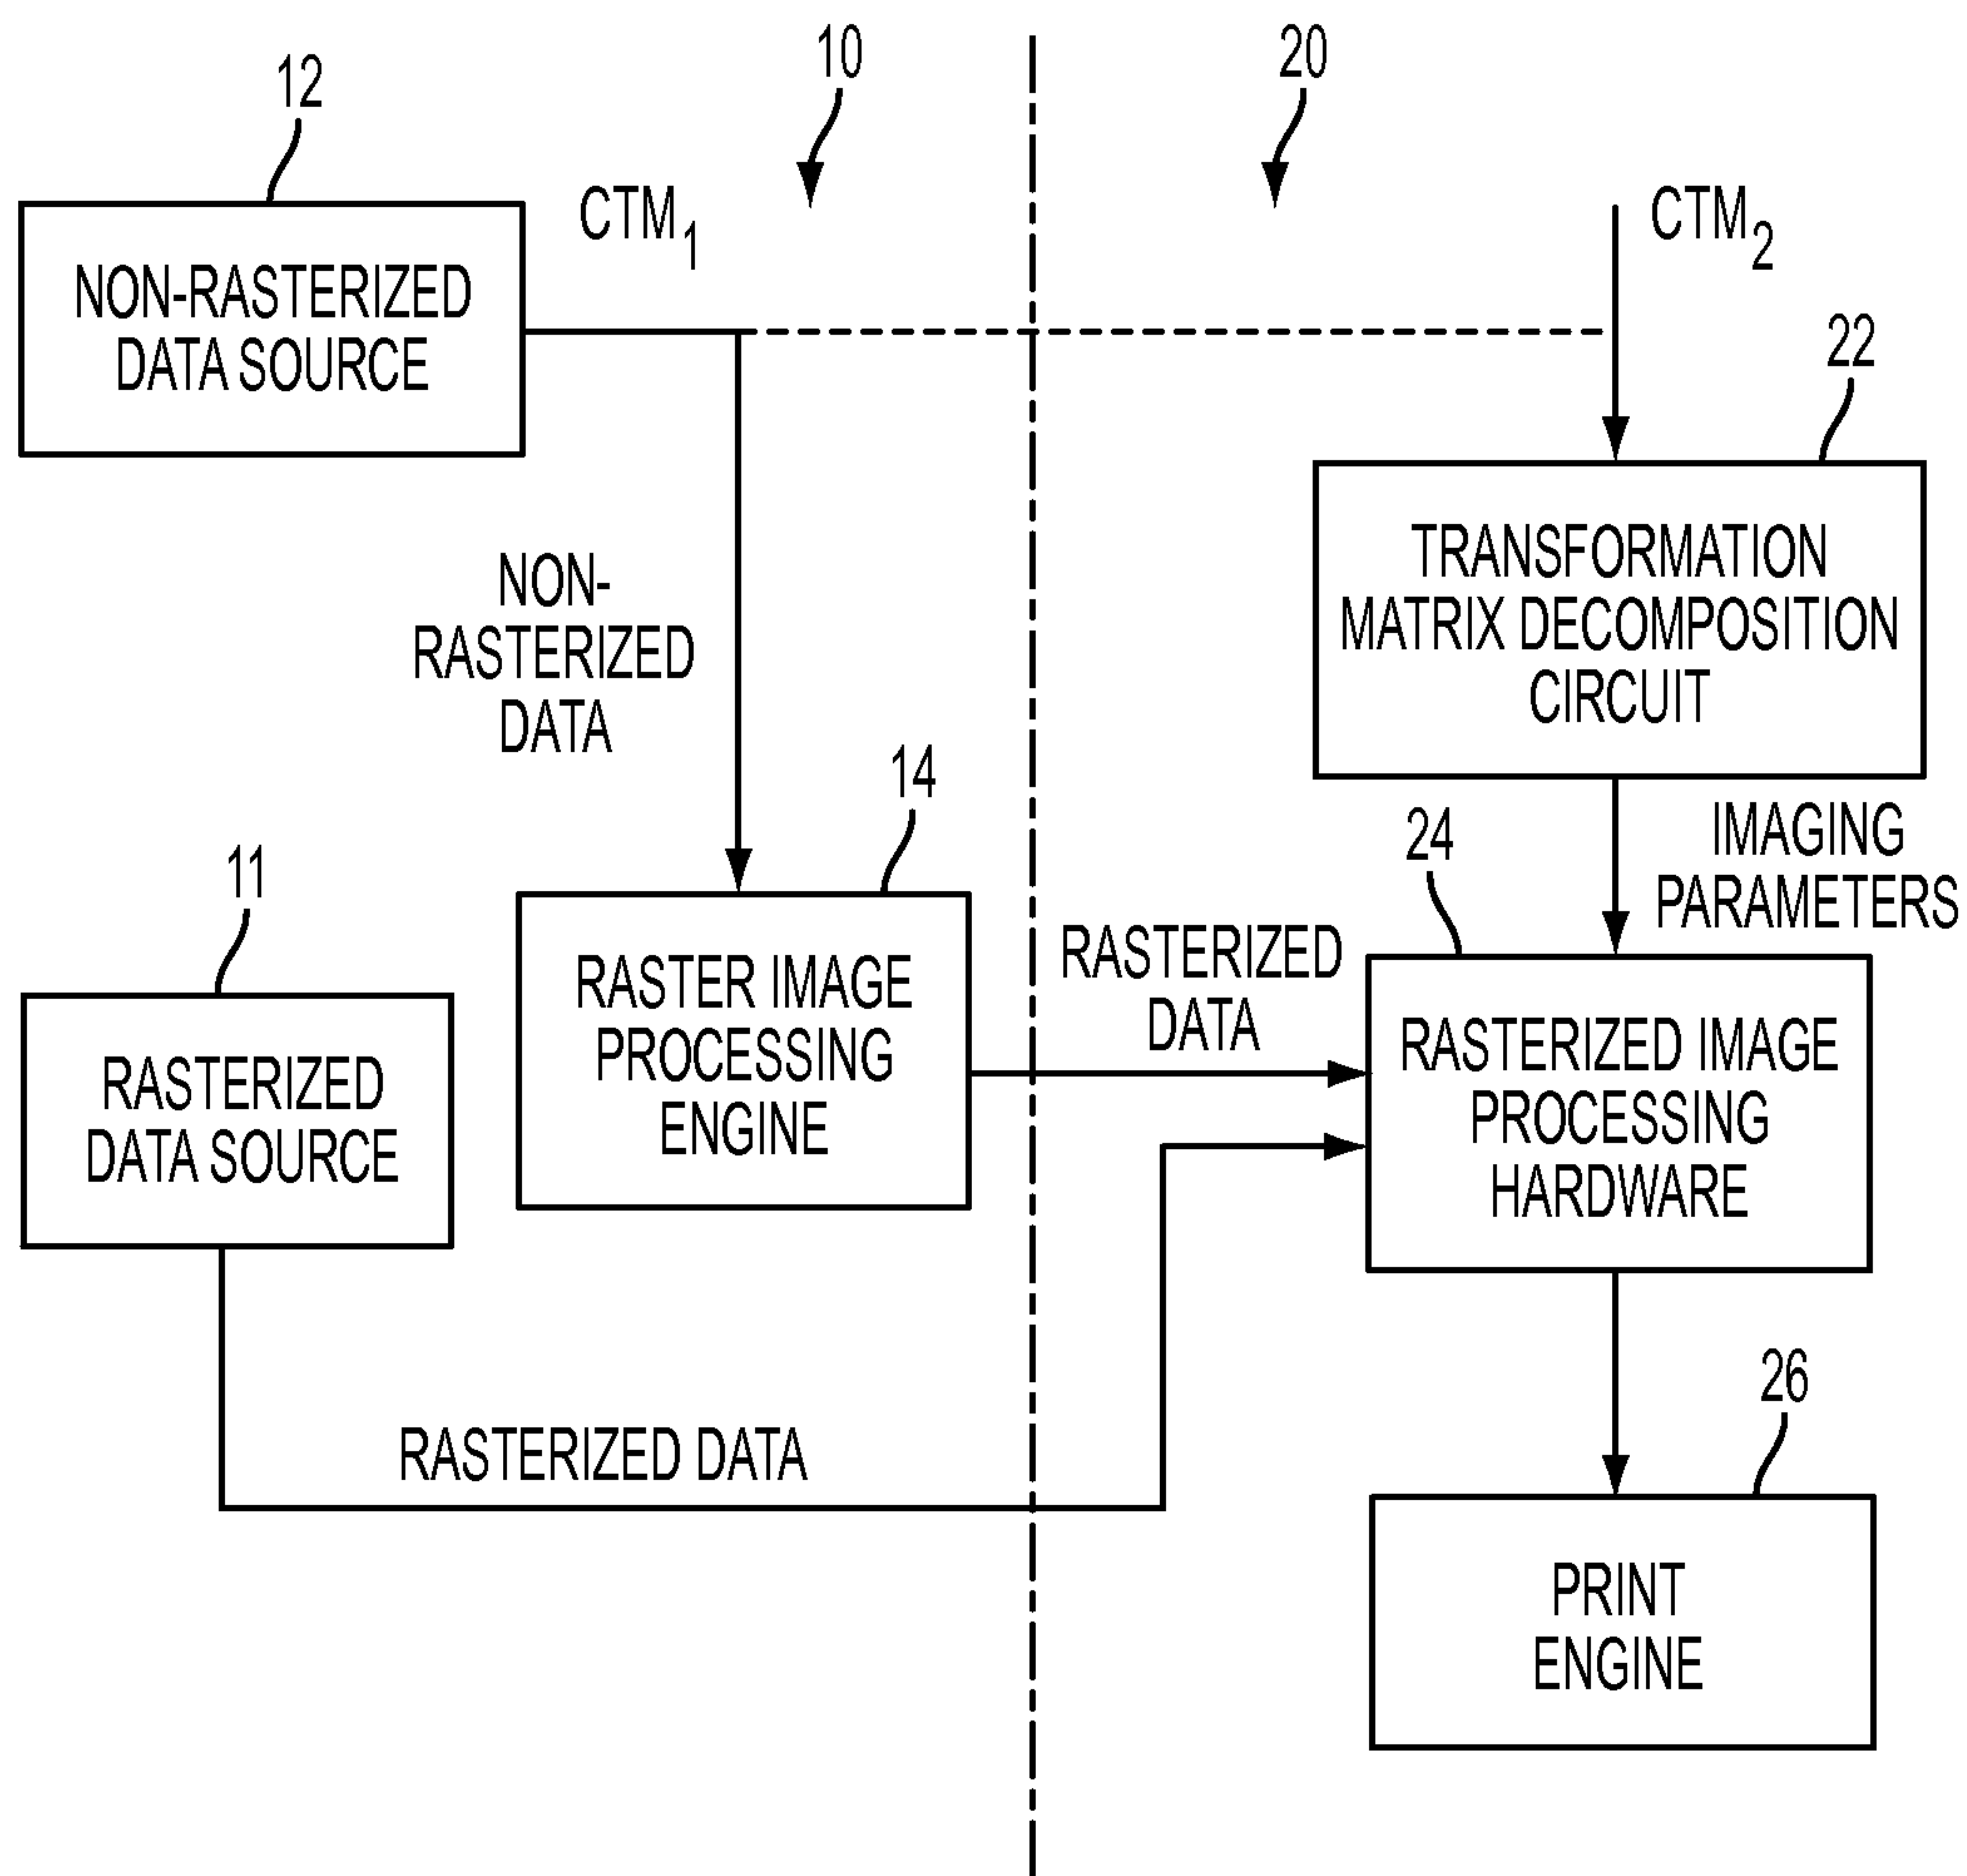 10
20
12
CTM1
CTM2
NON-RASTERIZED
DATA SOURCE
22
TRANSFORMATION
MATRIX DECOMPOSITION
CIRCUIT
NON-
RASTERIZED
DATA
14
IMAGING
PARAMETERS
24
11
RASTER IMAGE
PROCESSING
ENGINE
RASTERIZED
DATA
RASTERIZED IMAGE
PROCESSING
HARDWARE
RASTERIZED
DATA SOURCE
26
RASTERIZED DATA
PRINT
ENGINE